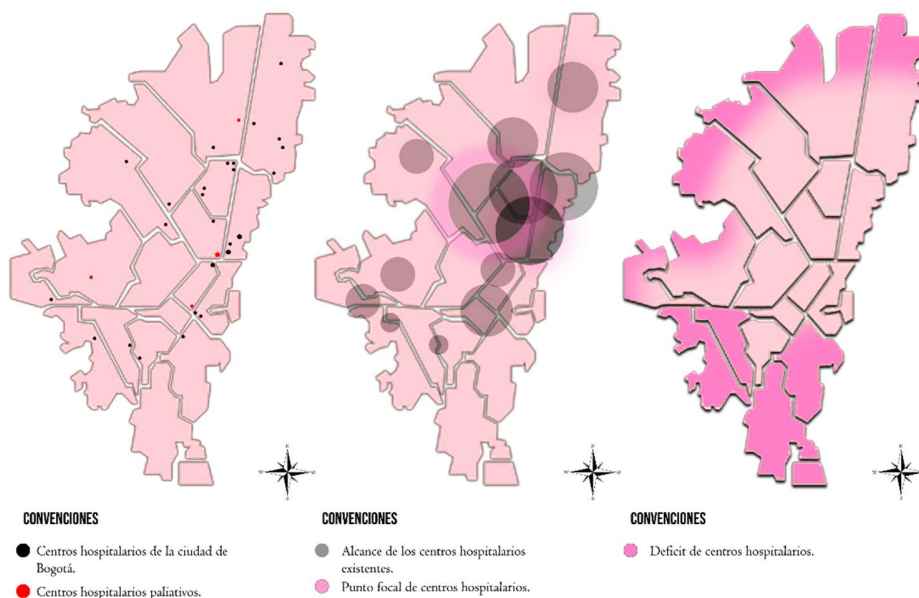 CONVENCIONES
Centros hospitalarios de la ciudad de
Bogotá.
Centros hospitalarios paliativos.
CONVENCIONES
Alcance de los centros hospitalarios
existentes.
Punto focal de centros hospitalarios.
CONVENCIONES
Deficit de centros hospitalarios.